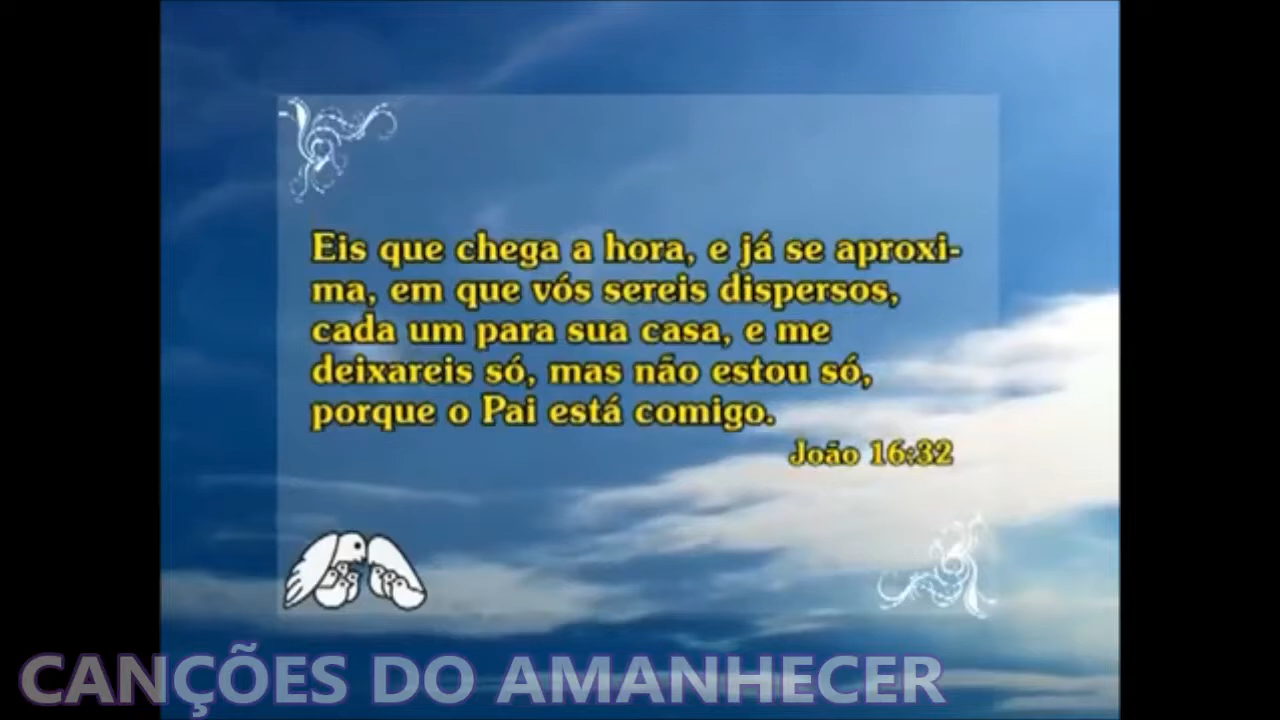 Eis que chega a hora, e já se aproxi-
ma, em que vós sereis dispersos,
cada um para sua casa, e me
deixareis só, mas não estou só,
porque o Pai está comigo.
João 16:32
CANÇÕES DO AMANHECER